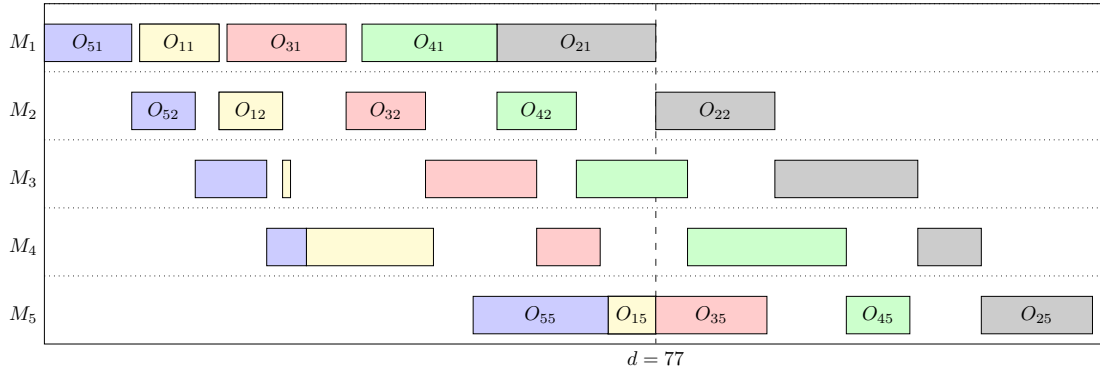 M₁ O₅₁ O₁₁ O₃₁ O₄₁ O₂₁
M₂ O₅₂ O₁₂ O₃₂ O₄₂ O₂₂
M₃
M₄
M₅ O₅₅ O₁₅ O₃₅ O₄₅ O₂₅
d = 77